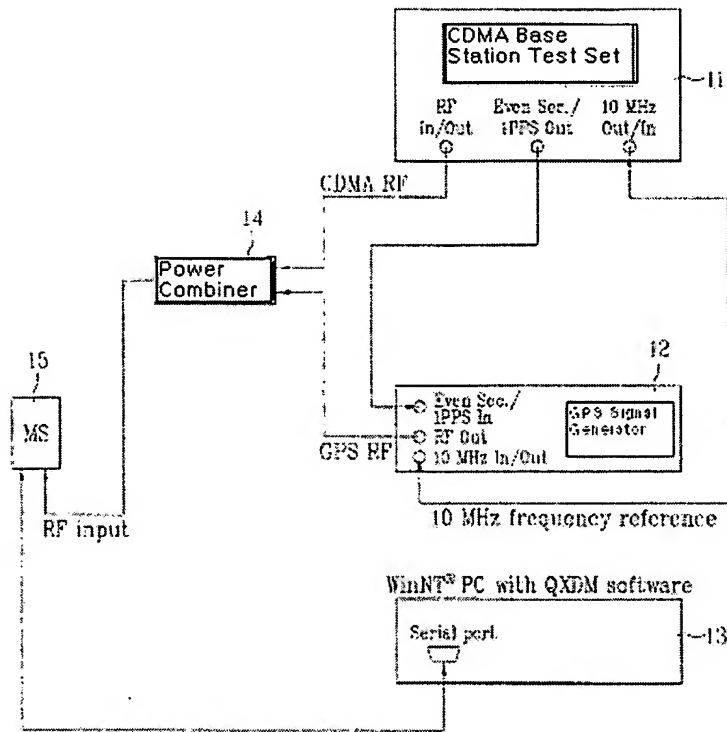 CDMA Base
Station Test Set
11
RF
In/Out
Even Sec./
1PPS Out
10 MHz
Out/In
CDMA RF
14
Power
Combiner
15
MS
12
Even Sec./
1PPS In
RF Out
10 MHz In/Out
GPS Signal
Generator
GPS RF
RF input
10 MHz frequency reference
WinNT® PC with QXDM software
Serial port
13